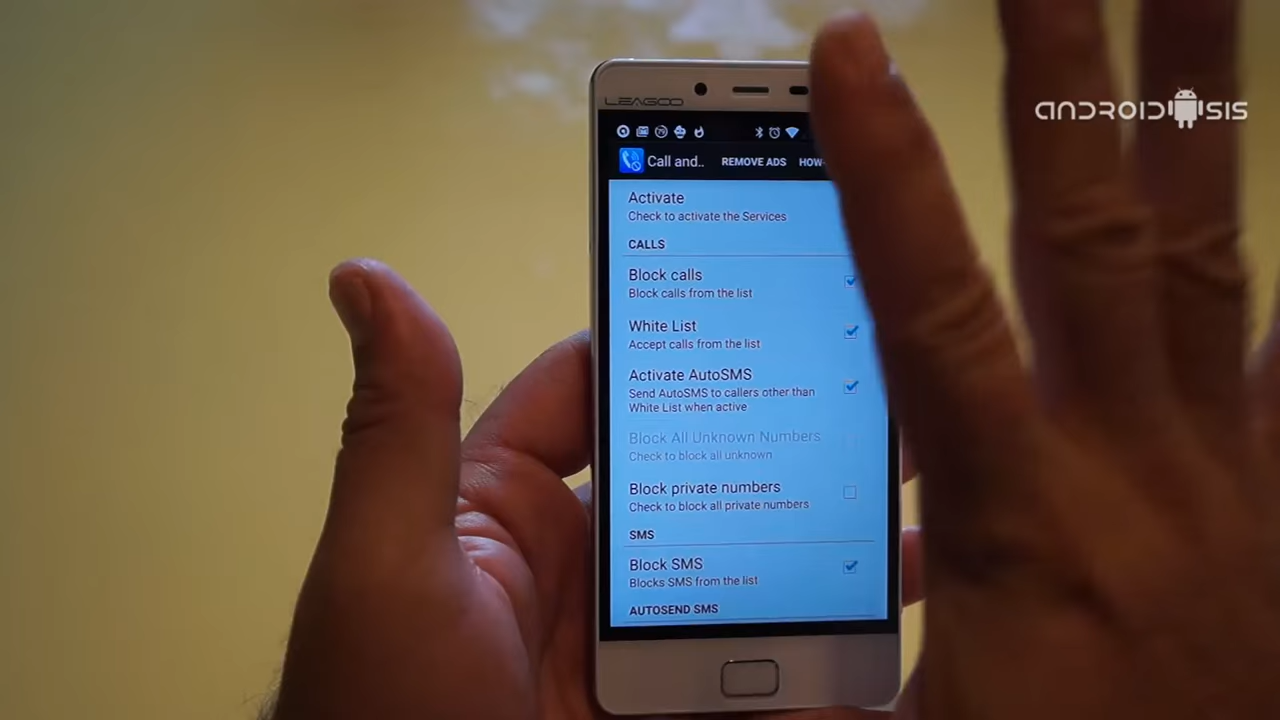 LEAGOO
ANDROIDSIS
79
Call and.. REMOVE ADS HOW-
Activate
Check to activate the Services
CALLS
Block calls
Block calls from the list
White List
Accept calls from the list
Activate AutoSMS
Send AutoSMS to callers other than
White List when active
Block All Unknown Numbers
Check to block all unknown
Block private numbers
Check to block all private numbers
SMS
Block SMS
Blocks SMS from the list
AUTOSEND SMS